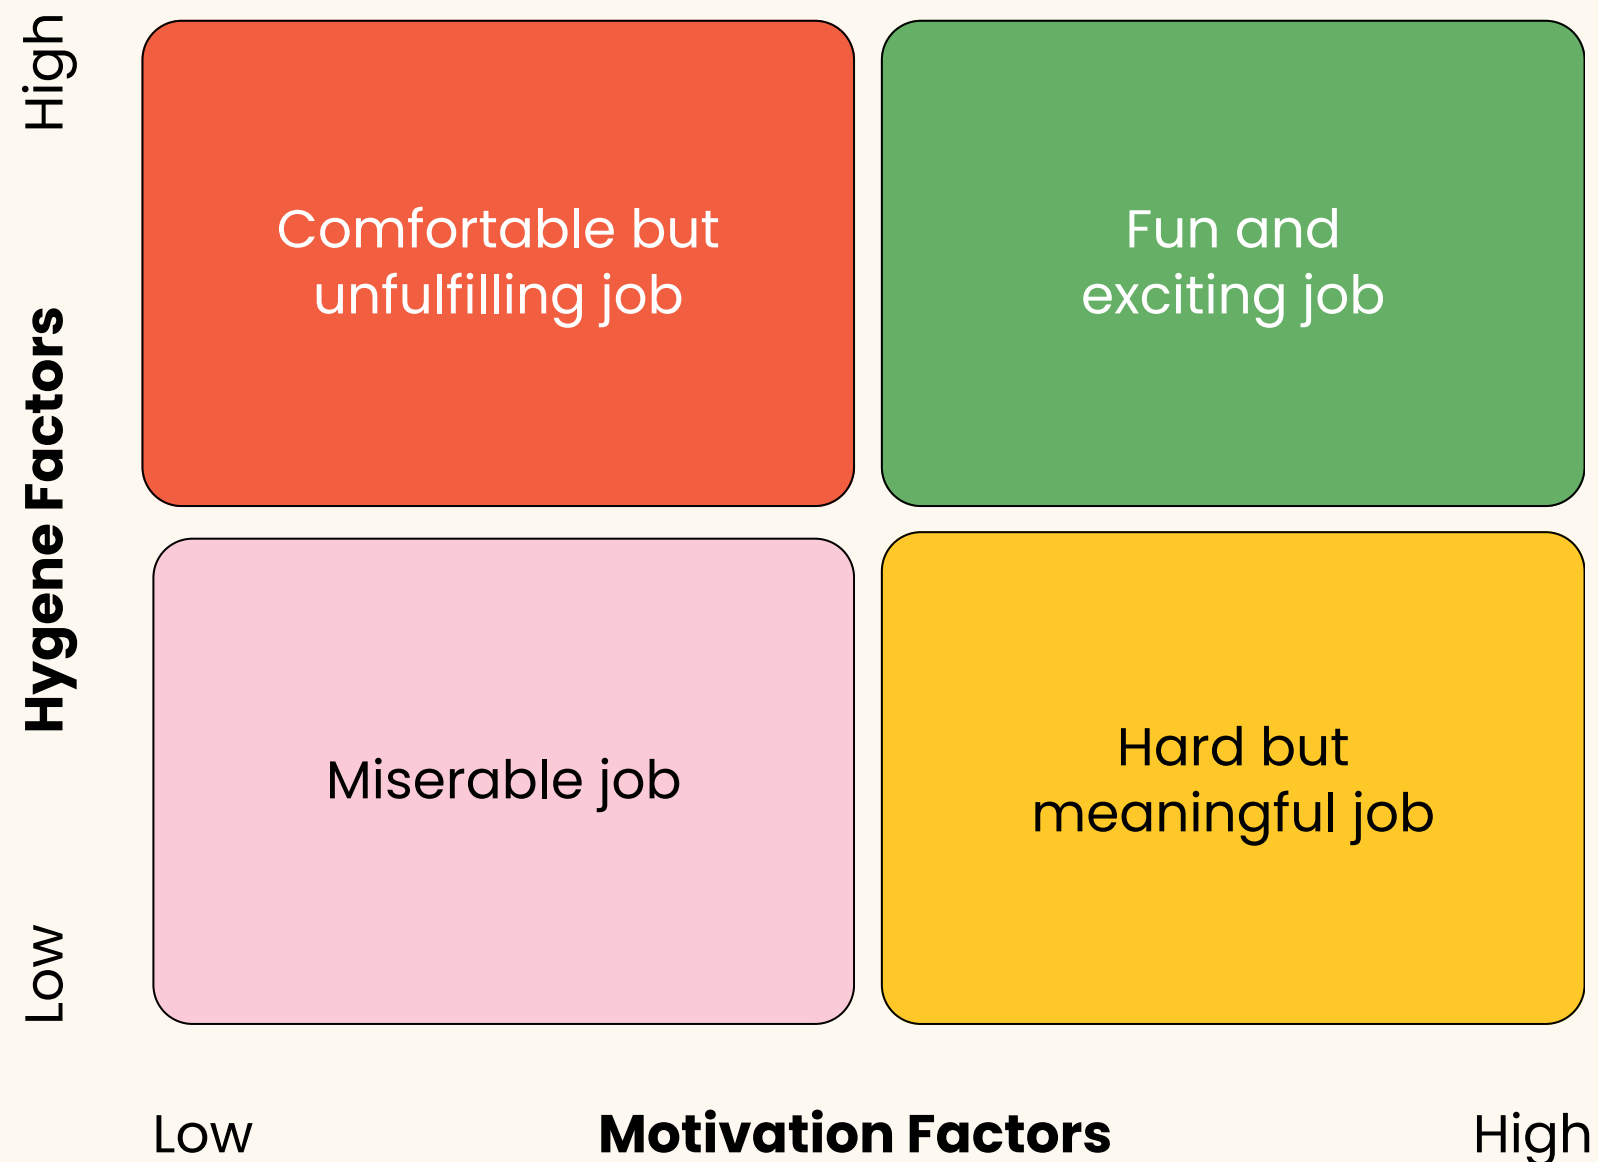 High
Comfortable but
unfulfilling job
Fun and
exciting job
Hygene Factors
Miserable job
Hard but
meaningful job
Low
Low
Motivation Factors
High